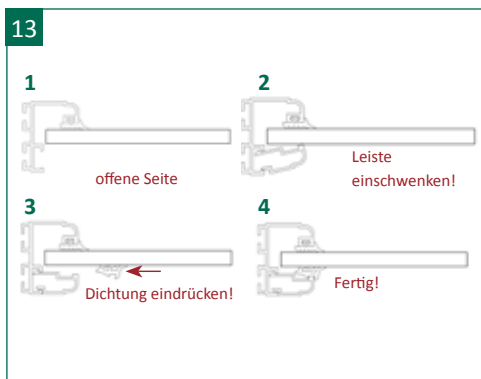 13
1
2
offene Seite
Leiste
einschwenken!
3
4
Dichtung eindrücken!
Fertig!